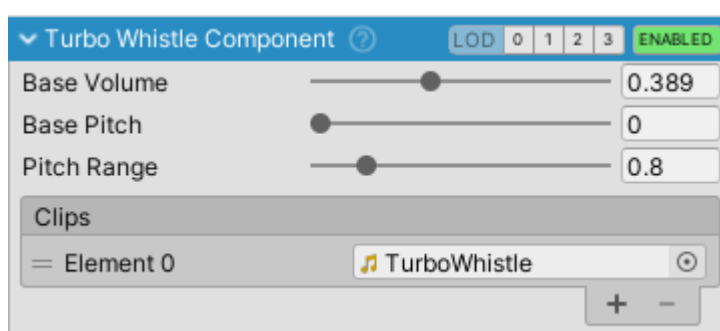 Turbo Whistle Component ? LOD 0 1 2 3 ENABLED
Base Volume 0.389
Base Pitch 0
Pitch Range 0.8
Clips
= Element 0 TurboWhistle
+ −